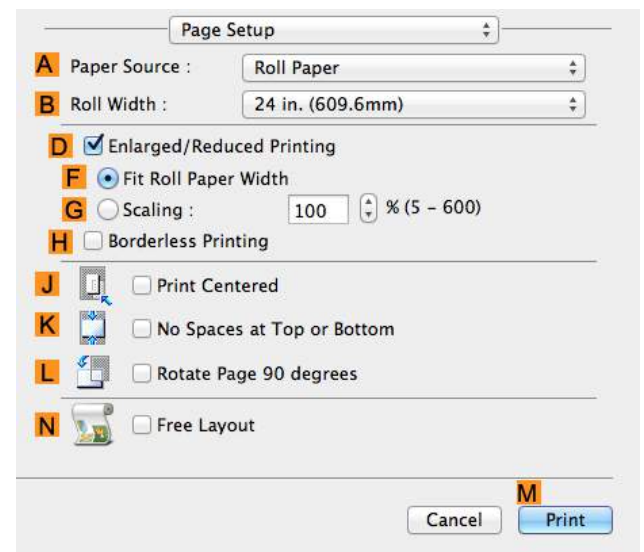 Page Setup
A Paper Source : Roll Paper
B Roll Width : 24 in. (609.6mm)
D Enlarged/Reduced Printing
F Fit Roll Paper Width
G Scaling : 100 % (5 – 600)
H Borderless Printing
J Print Centered
K No Spaces at Top or Bottom
L Rotate Page 90 degrees
N Free Layout
M
Cancel Print